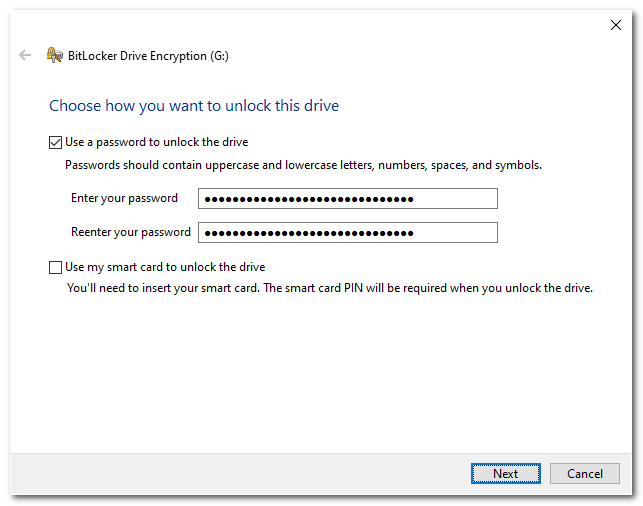 BitLocker Drive Encryption (G:)
Choose how you want to unlock this drive
Use a password to unlock the drive
Passwords should contain uppercase and lowercase letters, numbers, spaces, and symbols.
Enter your password ●●●●●●●●●●●●●●●●●●●●●●●●●●●●●●
Reenter your password ●●●●●●●●●●●●●●●●●●●●●●●●●●●●●●
Use my smart card to unlock the drive
You'll need to insert your smart card. The smart card PIN will be required when you unlock the drive.
Next Cancel